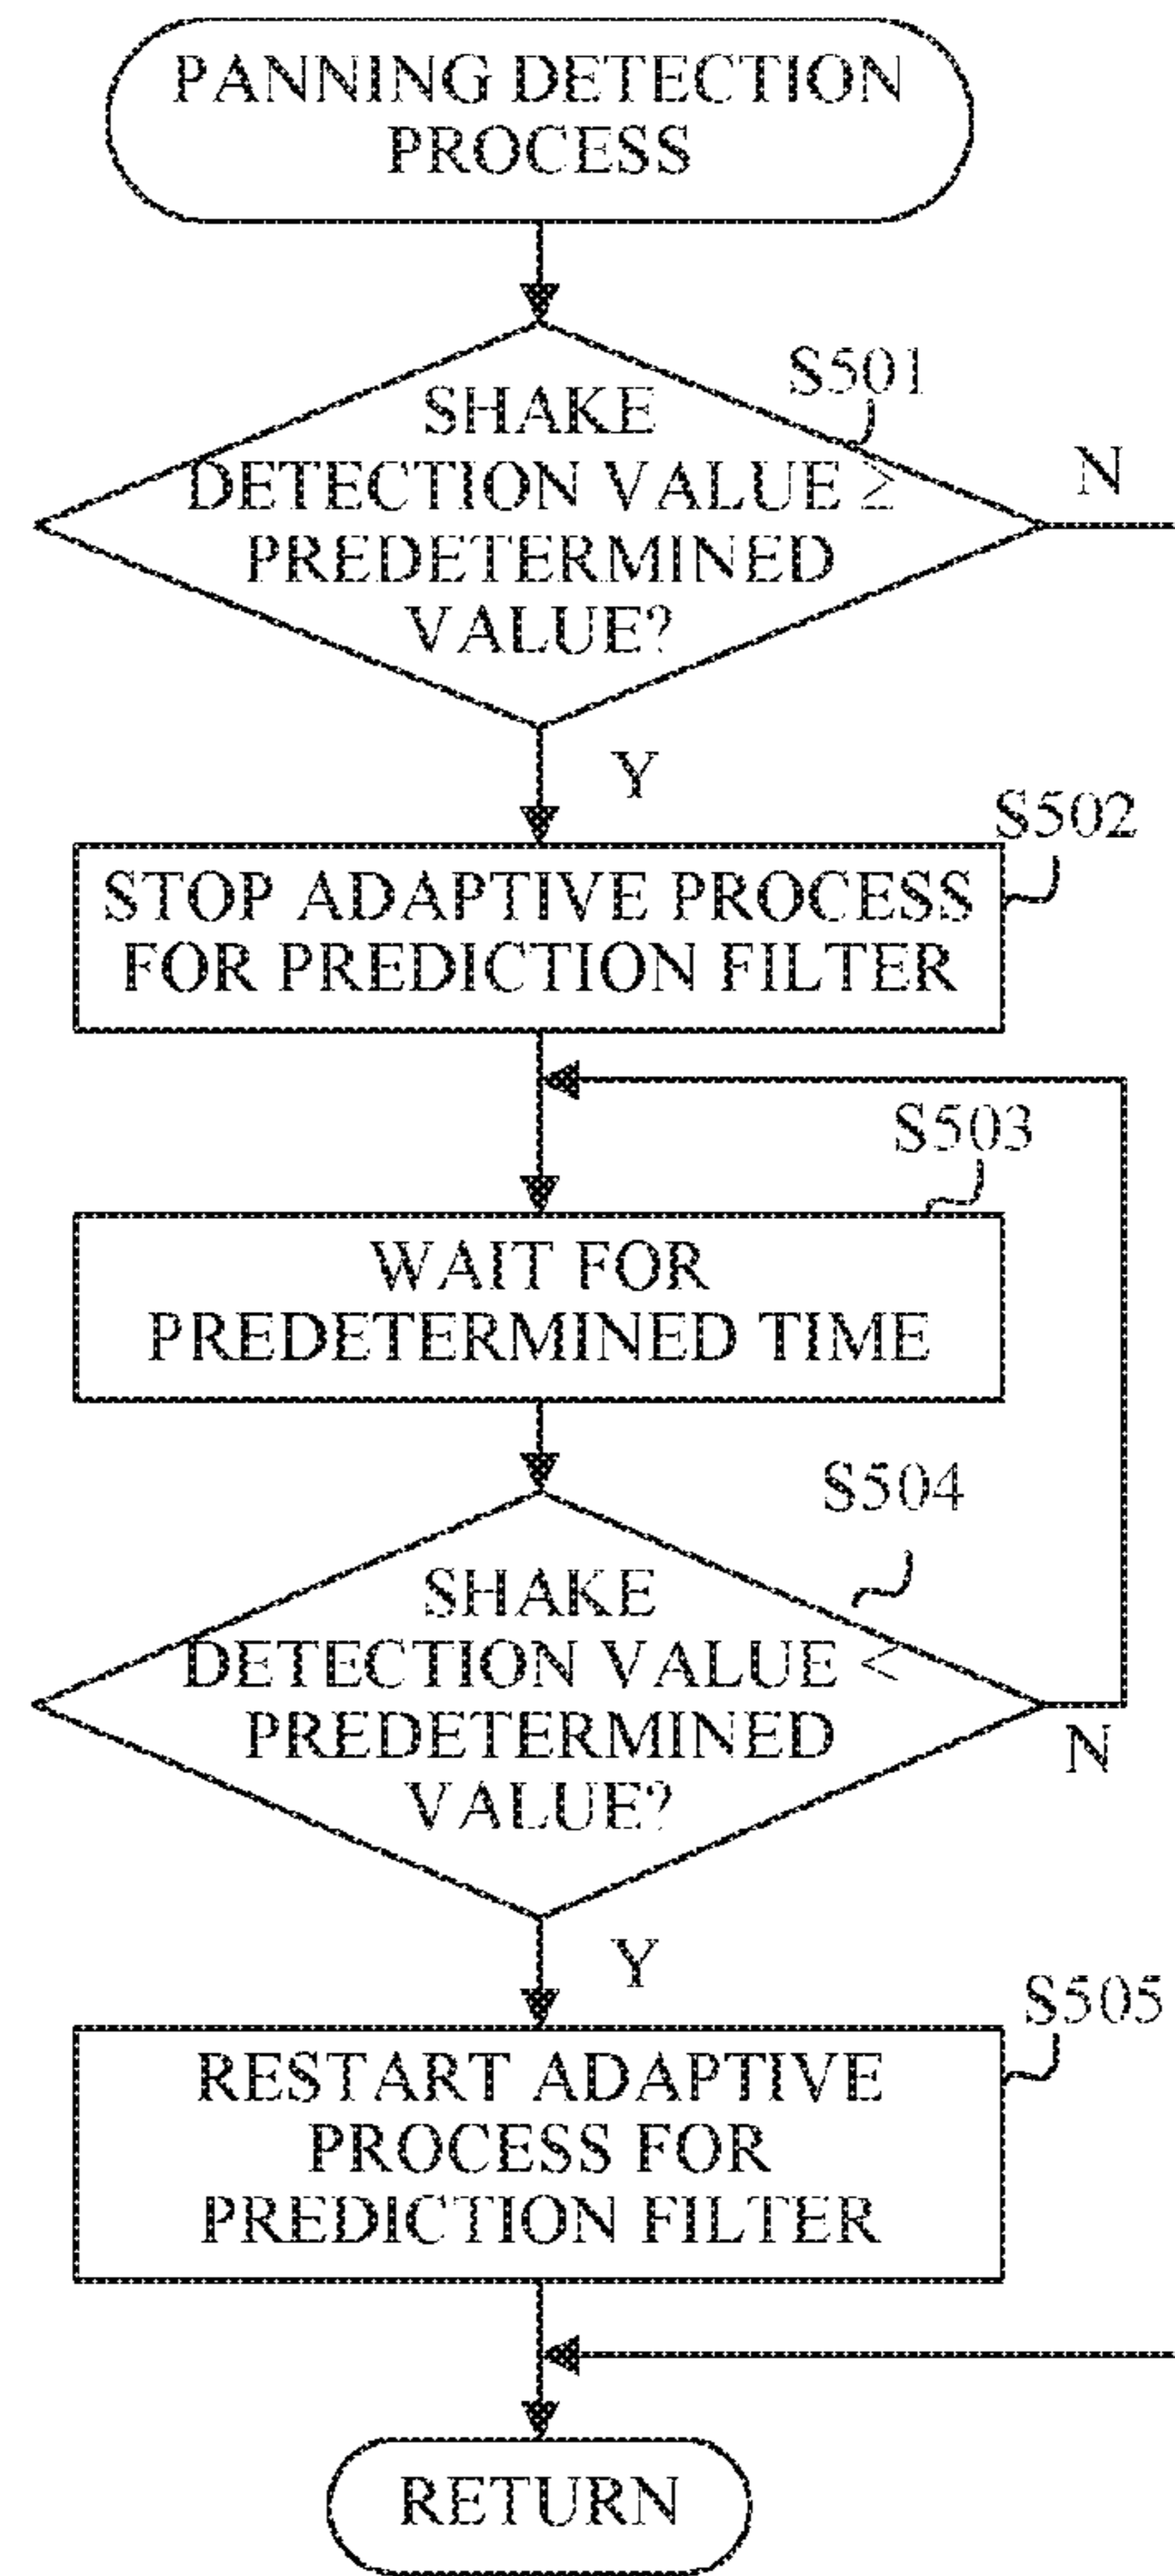 PANNING DETECTION
PROCESS
S501
SHAKE
DETECTION VALUE ≥
PREDETERMINED
VALUE?
N
Y
S502
STOP ADAPTIVE PROCESS
FOR PREDICTION FILTER
S503
WAIT FOR
PREDETERMINED TIME
S504
SHAKE
DETECTION VALUE <
PREDETERMINED
VALUE?
N
Y
S505
RESTART ADAPTIVE
PROCESS FOR
PREDICTION FILTER
RETURN